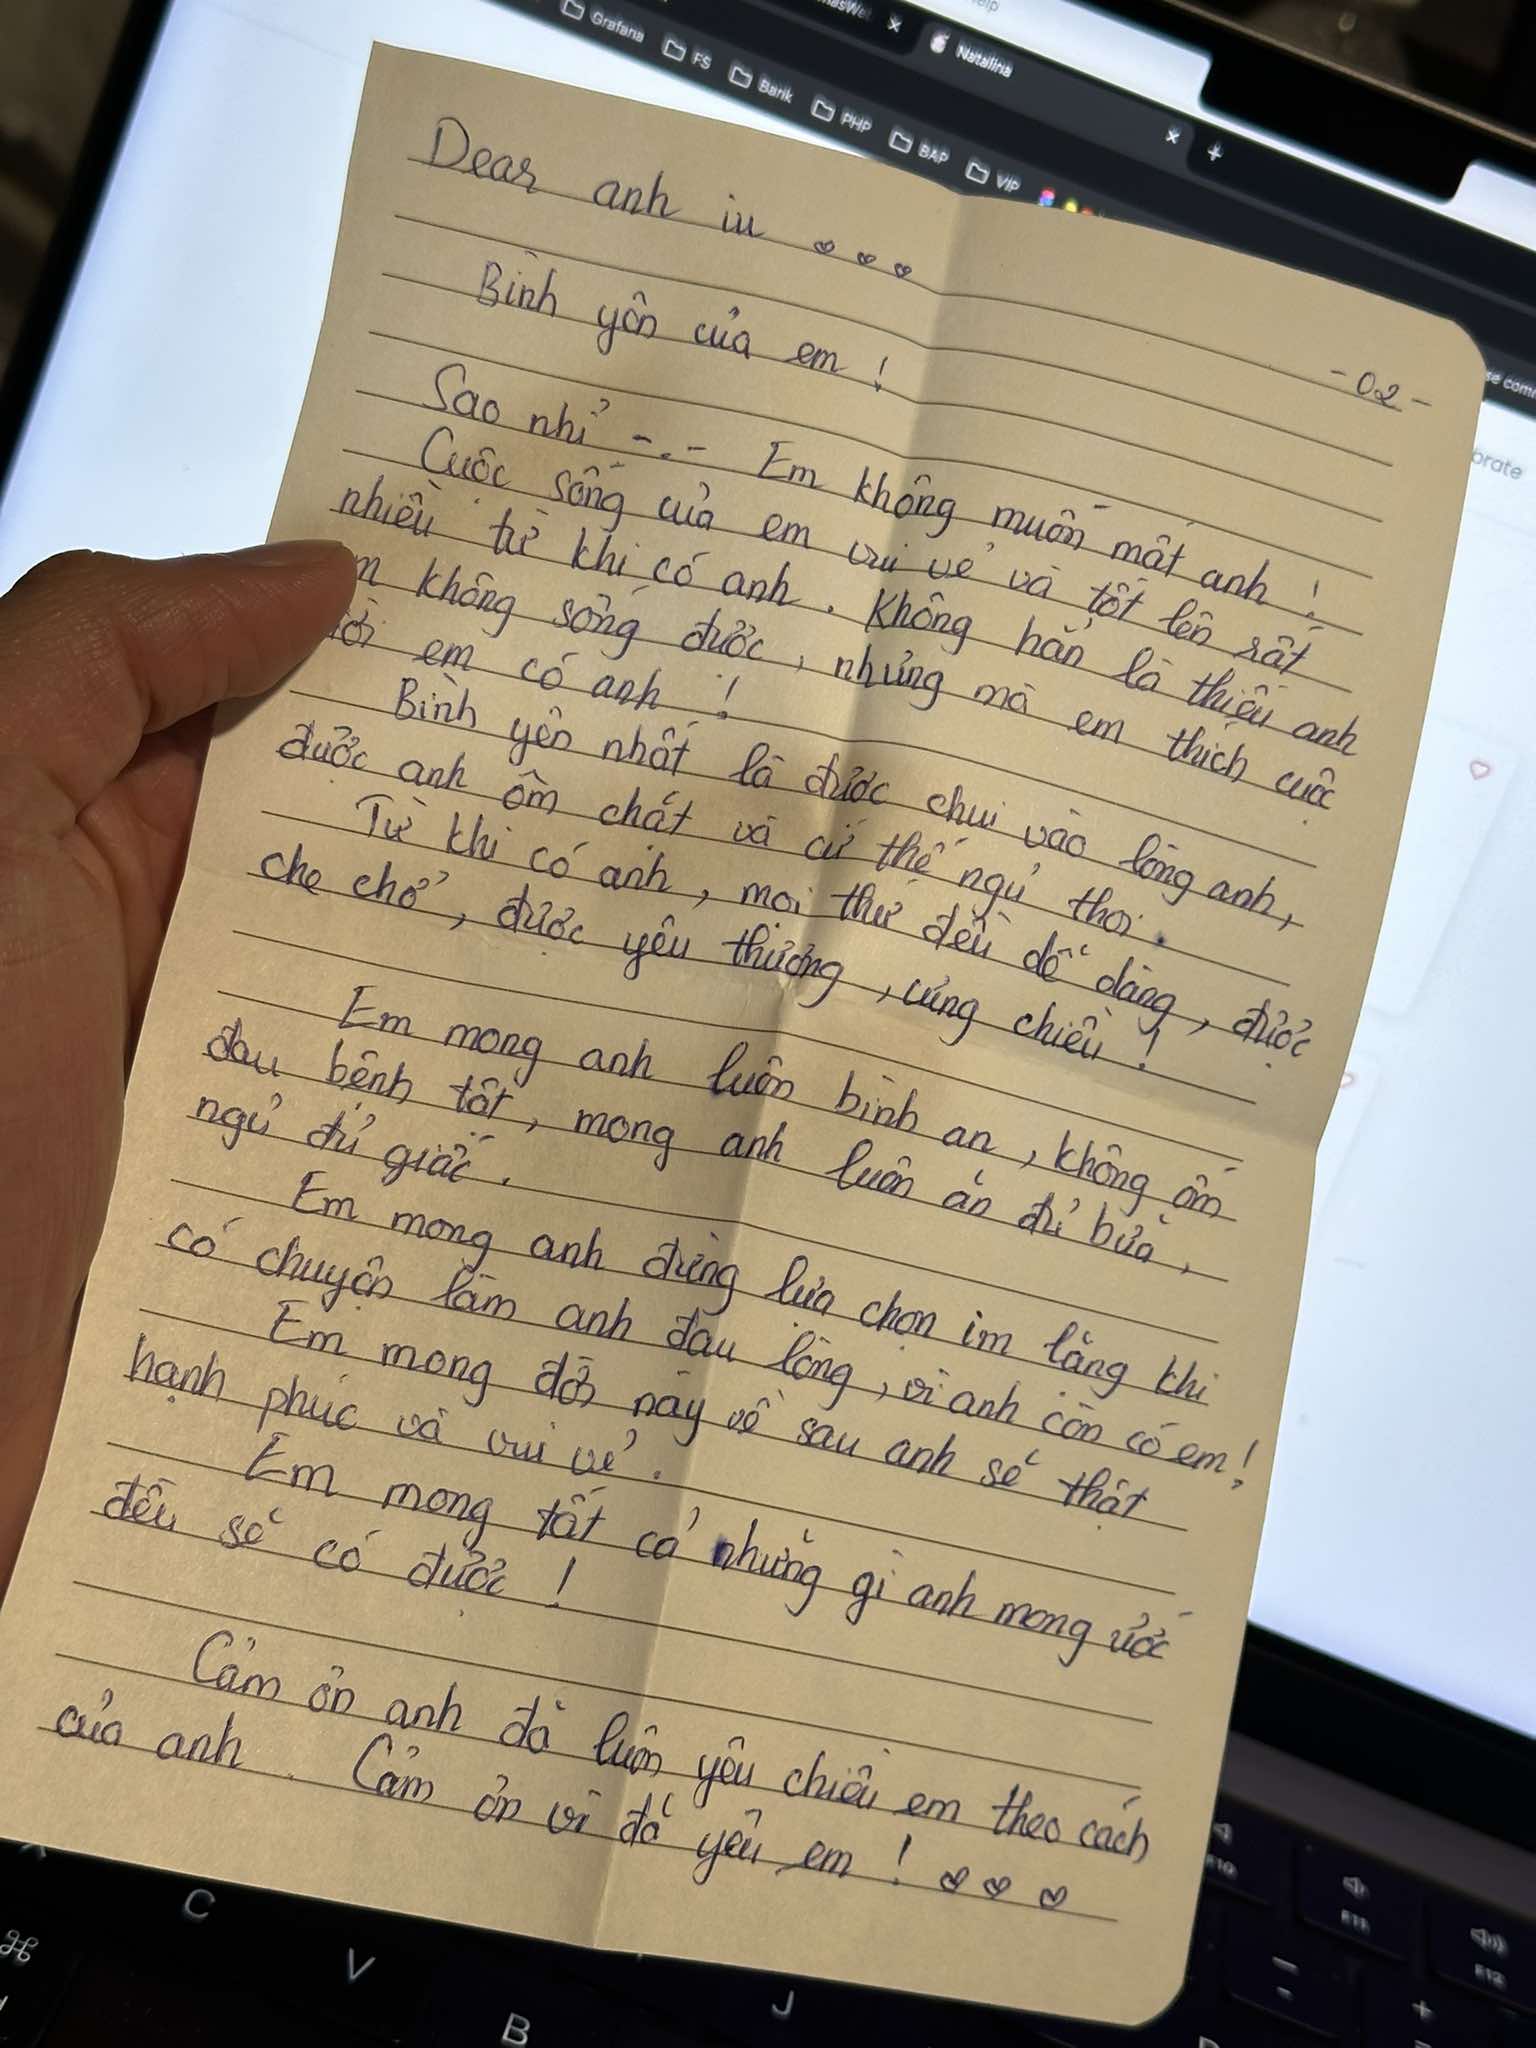 Grafana
FS
Barik
PHP
BAP
VIP
Natalina
Dear anh iu
Bình yên của em !
-02-
Sao nhỉ -.- Em không muốn mất anh !
Cuộc sống của em vui vẻ và tốt lên rất
nhiều từ khi có anh. Không hẳn là thiếu anh
không sống được, nhưng mà em thích cuộc
em có anh !
Bình yên nhất là được chui vào lòng anh,
được anh ôm chặt và cứ thế ngủ thôi.
Từ khi có anh, mọi thứ đều dễ dàng, được
che chở, được yêu thương, cưng chiều !
Em mong anh luôn bình an, không ốm
đau bệnh tật, mong anh luôn ăn đủ bữa,
ngủ đủ giấc.
Em mong anh đừng lựa chọn im lặng khi
có chuyện làm anh đau lòng, vì anh còn có em!
Em mong đời này về sau anh sẽ thật
hạnh phúc và vui vẻ.
Em mong tất cả những gì anh mong ước
đều sẽ có được !
Cảm ơn anh đã luôn yêu chiều em theo cách
của anh. Cảm ơn vì đã yêu em !
F10
F11
F12
C
V
B
J